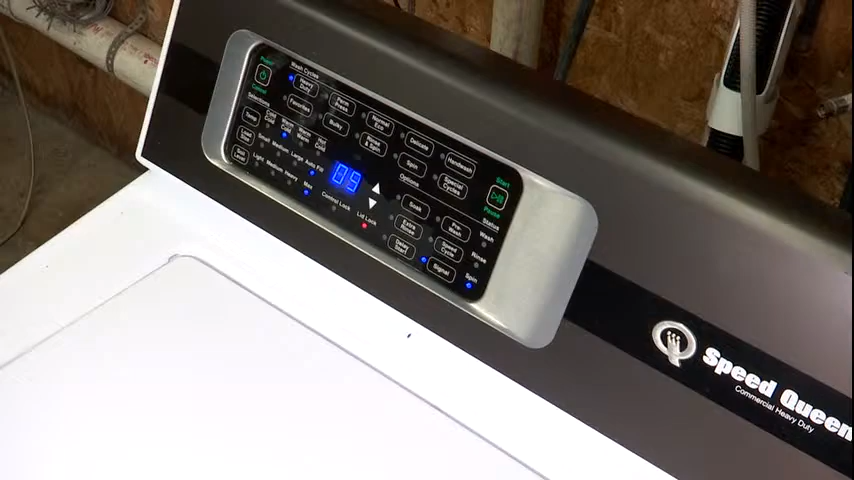 Power
Cancel
Wash Cycles
Heavy Duty
Perm Press
Normal Eco
Delicate
Handwash
Favorites
Bulky
Rinse & Spin
Spin
Special Cycles
Selections
Temp
Cold Cold
Warm Cold
Warm Warm
Hot Cold
Load Size
Small
Medium
Large
Auto Fill
Soil Level
Light
Medium
Heavy
Max
09
Control Lock
Lid Lock
Options
Soak
Pre-Wash
Extra Rinse
Speed Cycle
Delay Start
Signal
Start
Pause
Status
Wash
Rinse
Spin
Speed Queen
Commercial Heavy Duty